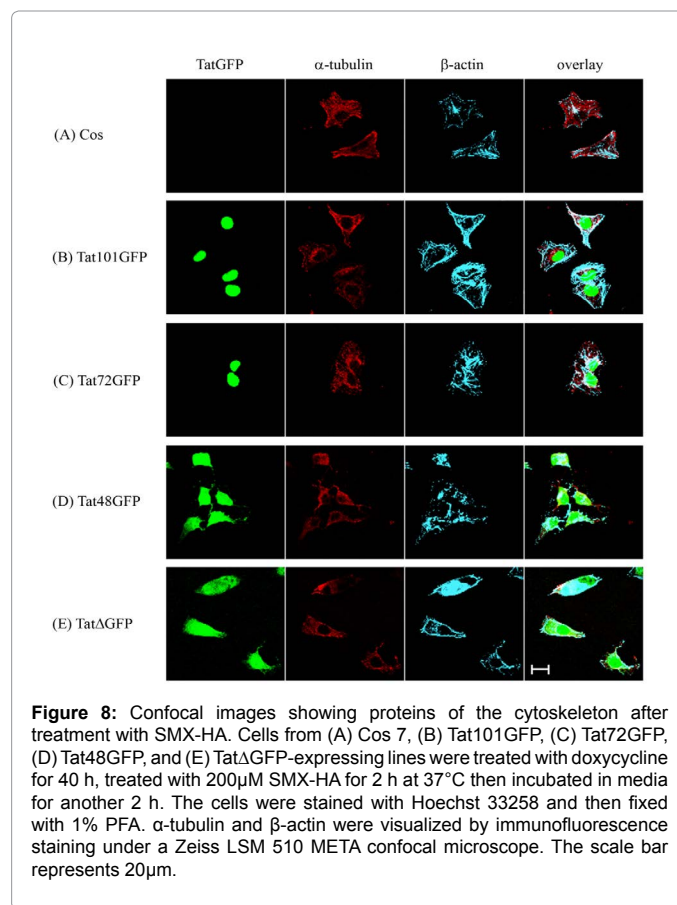 TatGFP α-tubulin β-actin overlay
(A) Cos
(B) Tat101GFP
(C) Tat72GFP
(D) Tat48GFP
(E) TatΔGFP
Figure 8: Confocal images showing proteins of the cytoskeleton after
treatment with SMX-HA. Cells from (A) Cos 7, (B) Tat101GFP, (C) Tat72GFP,
(D) Tat48GFP, and (E) TatΔGFP-expressing lines were treated with doxycycline
for 40 h, treated with 200µM SMX-HA for 2 h at 37°C then incubated in media
for another 2 h. The cells were stained with Hoechst 33258 and then fixed
with 1% PFA. α-tubulin and β-actin were visualized by immunofluorescence
staining under a Zeiss LSM 510 META confocal microscope. The scale bar
represents 20µm.